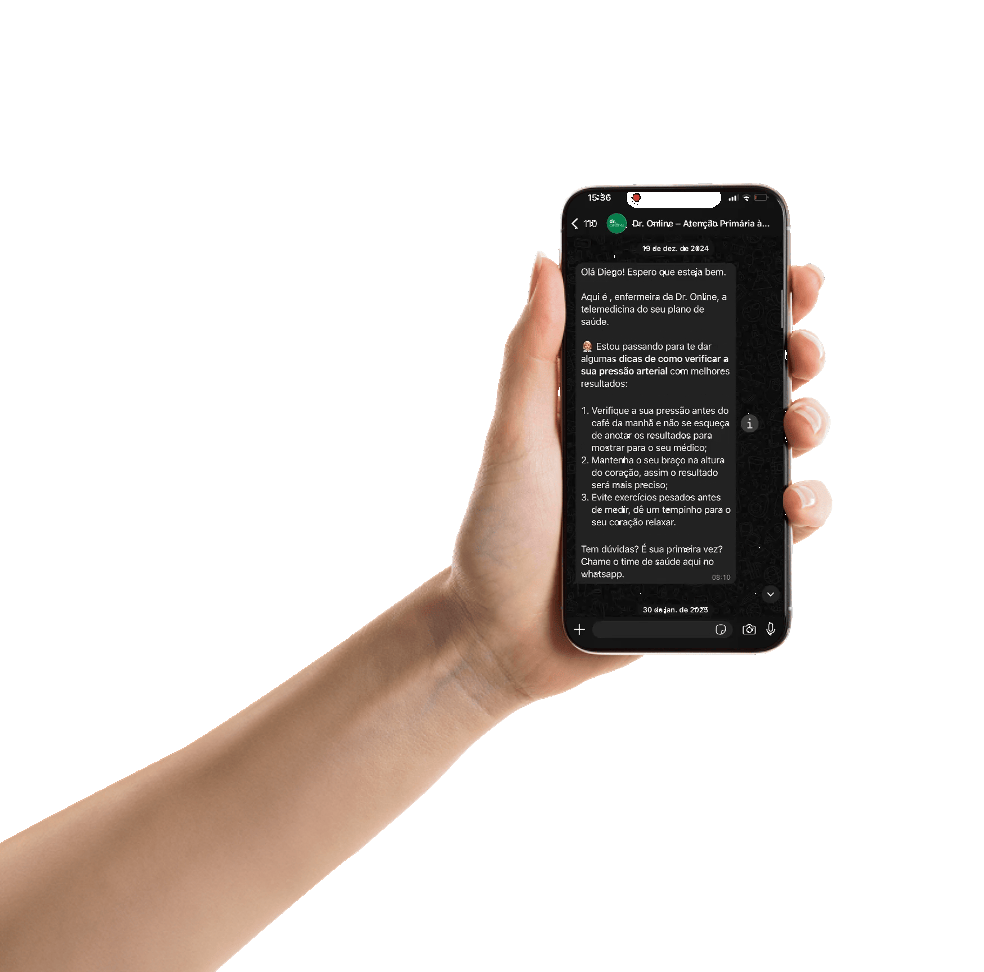 15:36
110
Dr. Online – Atenção Primária à...
19 de dez. de 2024
Olá Diego! Espero que esteja bem.
Aqui é , enfermeira da Dr. Online, a
telemedicina do seu plano de
saúde.
Estou passando para te dar
algumas dicas de como verificar a
sua pressão arterial com melhores
resultados:
1. Verifique a sua pressão antes do
café da manhã e não se esqueça
de anotar os resultados para
mostrar para o seu médico;
2. Mantenha o seu braço na altura
do coração, assim o resultado
será mais preciso;
3. Evite exercícios pesados antes
de medir, dê um tempinho para o
seu coração relaxar.
Tem dúvidas? É sua primeira vez?
Chame o time de saúde aqui no
whatsapp.
08:10
30 de jan. de 2025